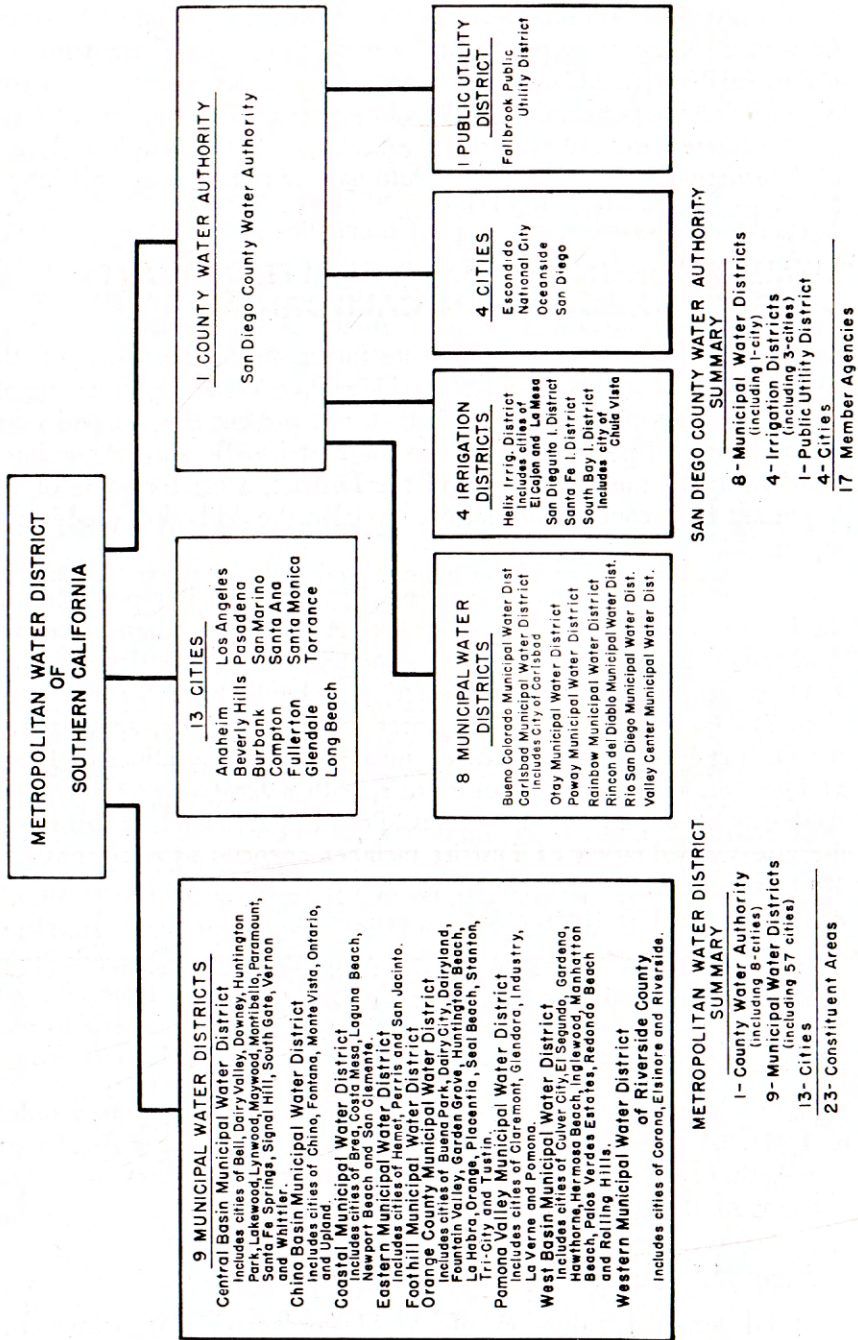 METROPOLITAN WATER DISTRICT
OF
SOUTHERN CALIFORNIA
9 MUNICIPAL WATER DISTRICTS
Central Basin Municipal Water District
Includes cities of Bell, Dairy Valley, Downey, Huntington
Park, Lakewood, Lynwood, Maywood, Montibello, Paramount,
Santa Fe Springs, Signal Hill, South Gate, Vernon
and Whittier.
Chino Basin Municipal Water District
Includes cities of Chino, Fontana, Monte Vista, Ontario,
and Upland.
Coastal Municipal Water District
Includes cities of Brea, Costa Mesa, Laguna Beach,
Newport Beach and San Clemente.
Eastern Municipal Water District
Includes cities of Hemet, Perris and San Jacinto.
Foothill Municipal Water District
Orange County Municipal Water District
Includes cities of Buena Park, Dairy City, Dairyland,
Fountain Valley, Garden Grove, Huntington Beach,
La Habra, Orange, Placentia, Seal Beach, Stanton,
Tri-City and Tustin.
Pamona Valley Municipal Water District
Includes cities of Claremont, Glendora, Industry,
La Verne and Pomona.
West Basin Municipal Water District
Includes cities of Culver City, El Segundo, Gardena,
Hawthorne, Hermosa Beach, Inglewood, Manhattan
Beach, Palos Verdes Estates, Redondo Beach
and Rolling Hills.
Western Municipal Water District
of Riverside County
Includes cities of Corona, Elsinore and Riverside.
13 CITIES
Anaheim Los Angeles
Beverly Hills Pasadena
Burbank San Marino
Compton Santa Ana
Fullerton Santa Monica
Glendale Torrance
Long Beach
1 COUNTY WATER AUTHORITY
San Diego County Water Authority
8 MUNICIPAL WATER
DISTRICTS
Bueno Colorado Municipal Water Dist
Carlsbad Municipal Water District
Includes City of Carlsbad
Otay Municipal Water District
Poway Municipal Water District
Rainbow Municipal Water District
Rincon del Diablo Municipal Water Dist.
Rio San Diego Municipal Water Dist.
Valley Center Municipal Water Dist.
4 IRRIGATION
DISTRICTS
Helix Irrig. District
Includes cities of
El Cajon and La Mesa
San Dieguito I. District
Santa Fe I. District
South Bay I. District
Includes city of
Chula Vista
4 CITIES
Escondido
National City
Oceanside
San Diego
1 PUBLIC UTILITY
DISTRICT
Fallbrook Public
Utility District
METROPOLITAN WATER DISTRICT
SUMMARY
1- County Water Authority
(including 8-cities)
9- Municipal Water Districts
(including 57 cities)
13- Cities
23- Constituent Areas
SAN DIEGO COUNTY WATER AUTHORITY
SUMMARY
8- Municipal Water Districts
(including 1-city)
4- Irrigation Districts
(including 3-cities)
1- Public Utility District
4- Cities
17 Member Agencies